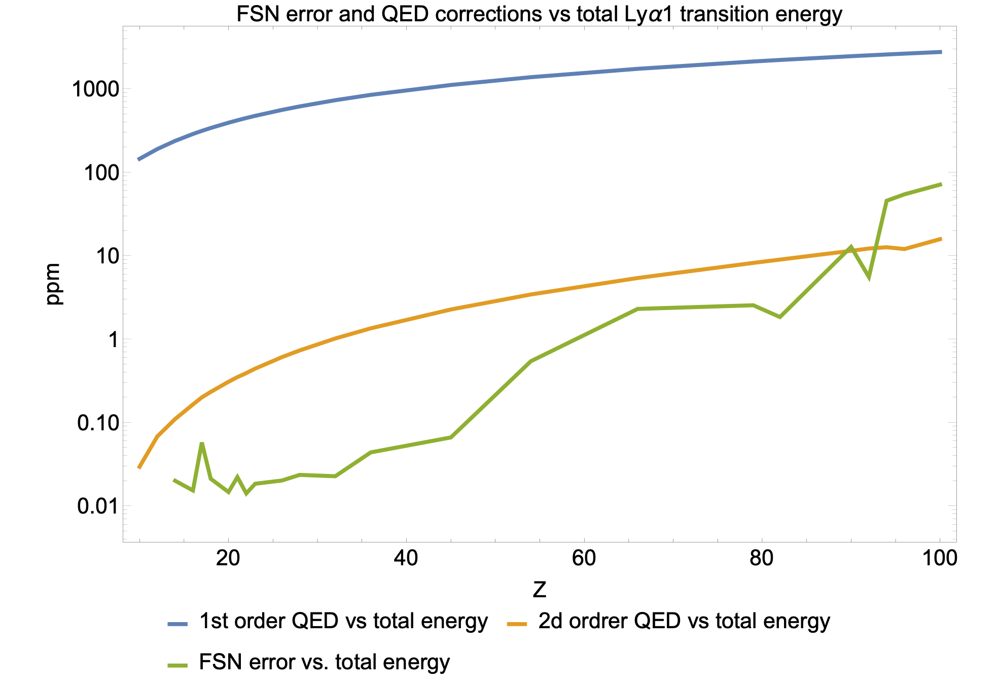 FSN error and QED corrections vs total Lyα1 transition energy
1000
100
10
1
0.10
0.01
ppm
20 40 60 80 100
Z
1st order QED vs total energy 2d ordrer QED vs total energy
FSN error vs. total energy